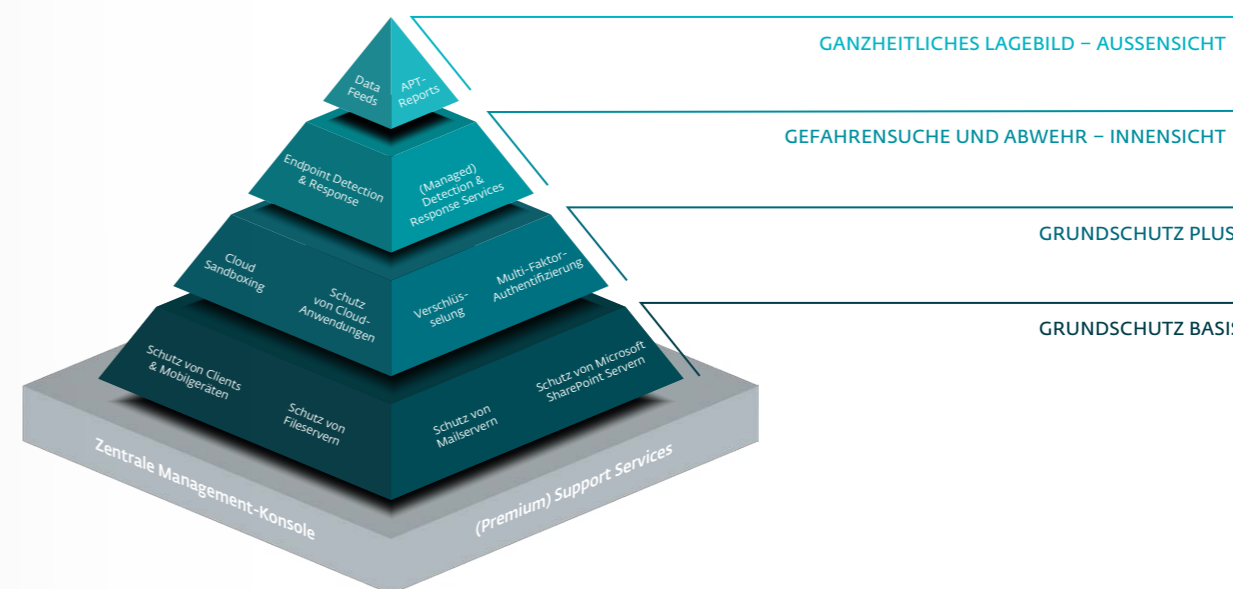 GANZHEITLICHES LAGEBILD – AUSSENSICHT
Data
Feeds
APT-
Reports
GEFAHRENSUCHE UND ABWEHR – INNENSICHT
Endpoint Detection
& Response
(Managed)
Detection &
Response Services
GRUNDSCHUTZ PLUS
Cloud
Sandboxing
Schutz
von Cloud-
Anwendungen
Verschlüs-
selung
Multi-Faktor-
Authentifizierung
GRUNDSCHUTZ BASIS
Schutz von Clients
& Mobilgeräten
Schutz von
Fileservern
Schutz von
Mailservern
Schutz von Microsoft
SharePoint Servern
Zentrale Management-Konsole
(Premium) Support Services